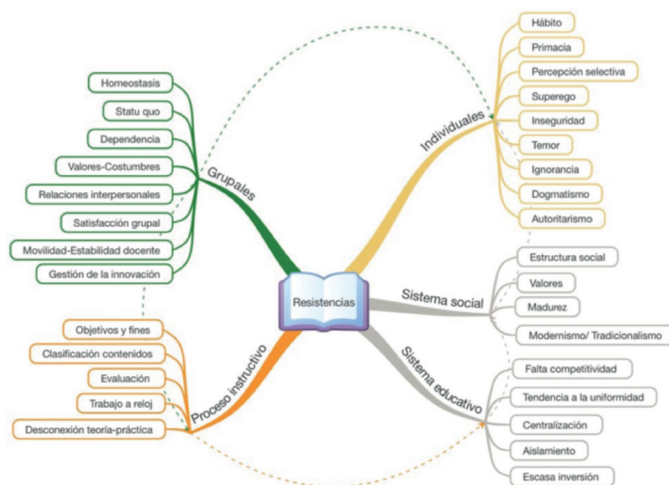 Resistencias
Grupales
Homeostasis
Statu quo
Dependencia
Valores-Costumbres
Relaciones interpersonales
Satisfacción grupal
Movilidad-Estabilidad docente
Gestión de la innovación
Proceso instructivo
Objetivos y fines
Clasificación contenidos
Evaluación
Trabajo a reloj
Desconexión teoría-práctica
Individuales
Hábito
Primacia
Percepción selectiva
Superego
Inseguridad
Temor
Ignorancia
Dogmatismo
Autoritarismo
Sistema social
Estructura social
Valores
Madurez
Modernismo/ Tradicionalismo
Sistema educativo
Falta competitividad
Tendencia a la uniformidad
Centralización
Aislamiento
Escasa inversión